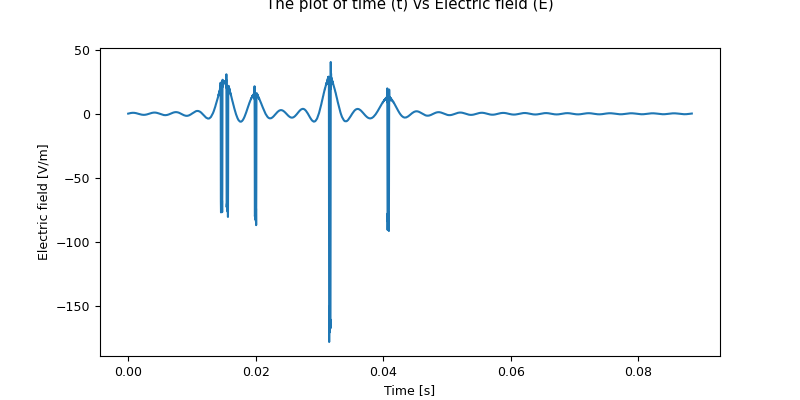 The plot of time (t) vs Electric field (E)
50
0
−50
−100
−150
Electric field [V/m]
0.00 0.02 0.04 0.06 0.08
Time [s]